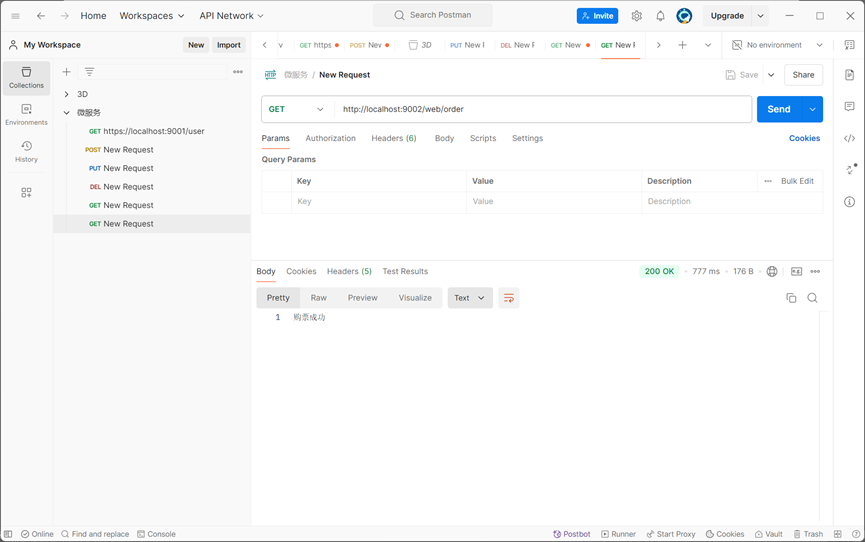 Home Workspaces API Network Search Postman Invite Upgrade
My Workspace New Import GET https POST Nev 3D PUT New F DEL New F GET New GET New F No environment
Collections
Environments
History
3D
微服务
GET https://localhost:9001/user
POST New Request
PUT New Request
DEL New Request
GET New Request
GET New Request
HTTP 微服务 / New Request Save Share
GET http://localhost:9002/web/order Send
Params Authorization Headers (6) Body Scripts Settings Cookies
Query Params
Key Value Description Bulk Edit
Key Value Description
Body Cookies Headers (5) Test Results 200 OK 777 ms 176 B
Pretty Raw Preview Visualize Text
1 购票成功
Online Find and replace Console Postbot Runner Start Proxy Cookies Vault Trash